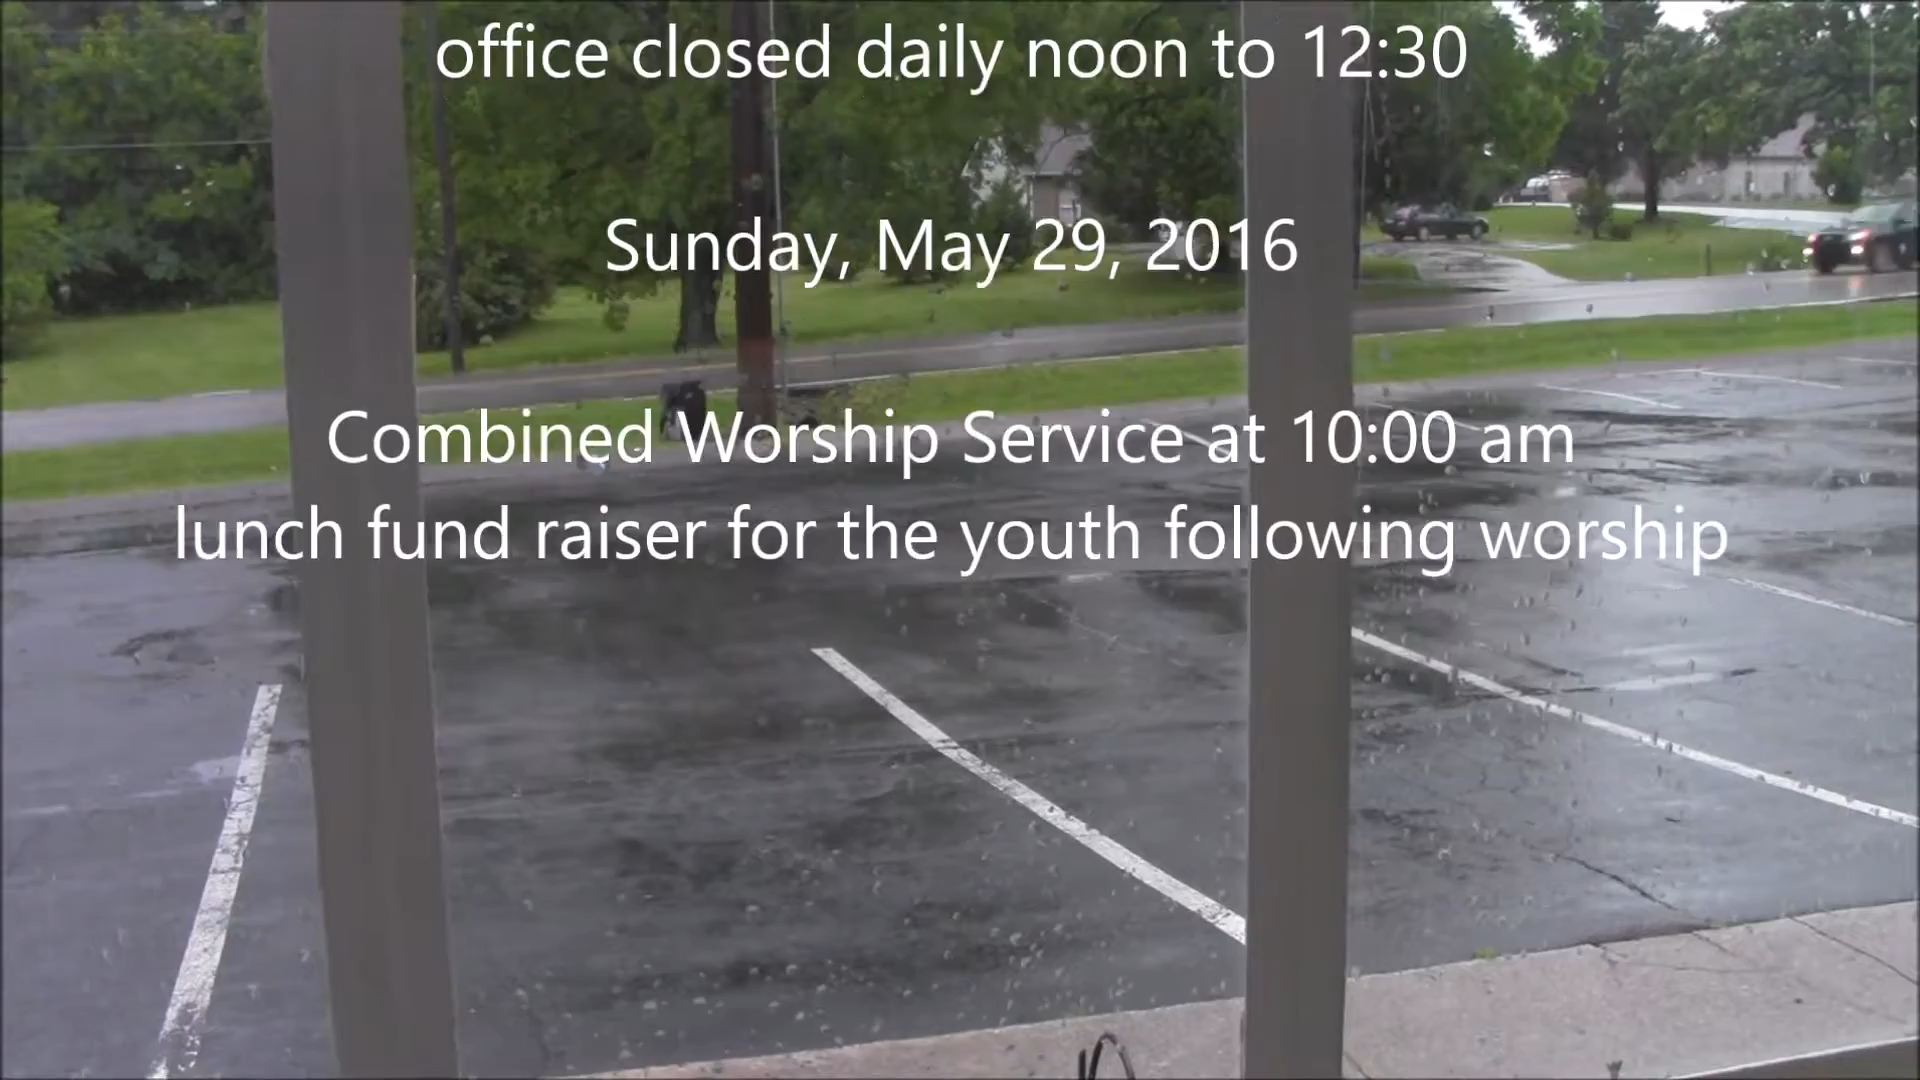 office closed daily noon to 12:30
Sunday, May 29, 2016
Combined Worship Service at 10:00 am
lunch fund raiser for the youth following worship